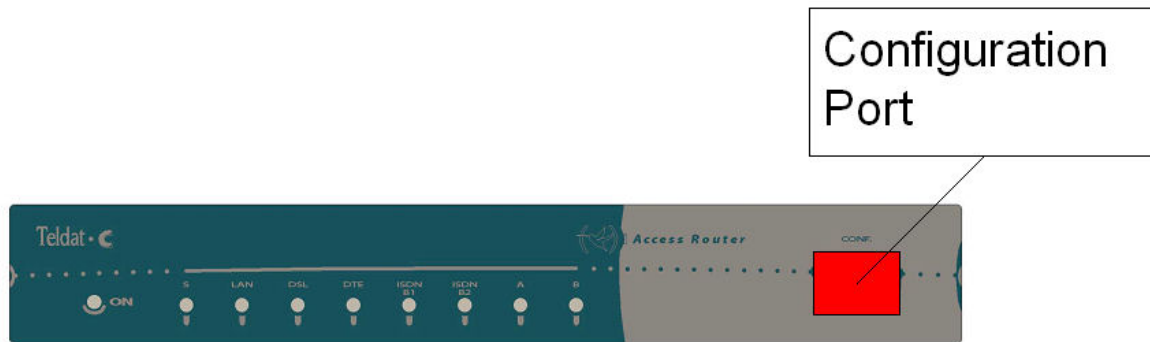 Configuration
Port
Teldat · C
Access Router
CONF.
S LAN DSL DTE ISDN B1 ISDN B2 A B
ON